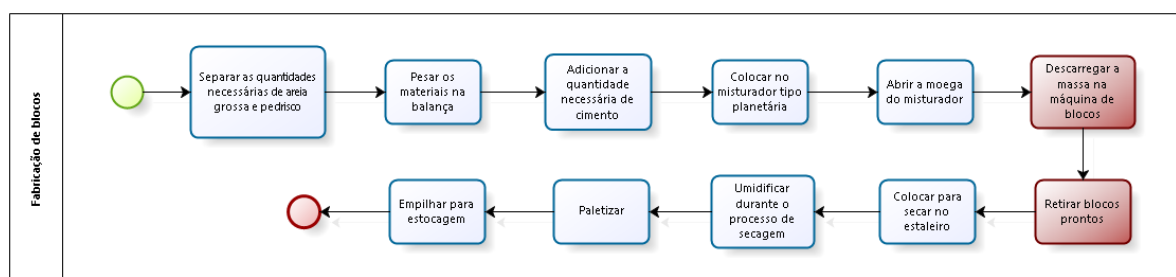 Fabricação de blocos
Separar as quantidades
necessárias de areia
grossa e pedrisco
Pesar os
materiais na
balança
Adicionar a
quantidade
necessária de
cimento
Colocar no
misturador tipo
planetária
Abrir a moega
do misturador
Descarregar a
massa na
máquina de
blocos
Retirar blocos
prontos
Colocar para
secar no
estaleiro
Umidificar
durante o
processo de
secagem
Paletizar
Empilhar para
estocagem